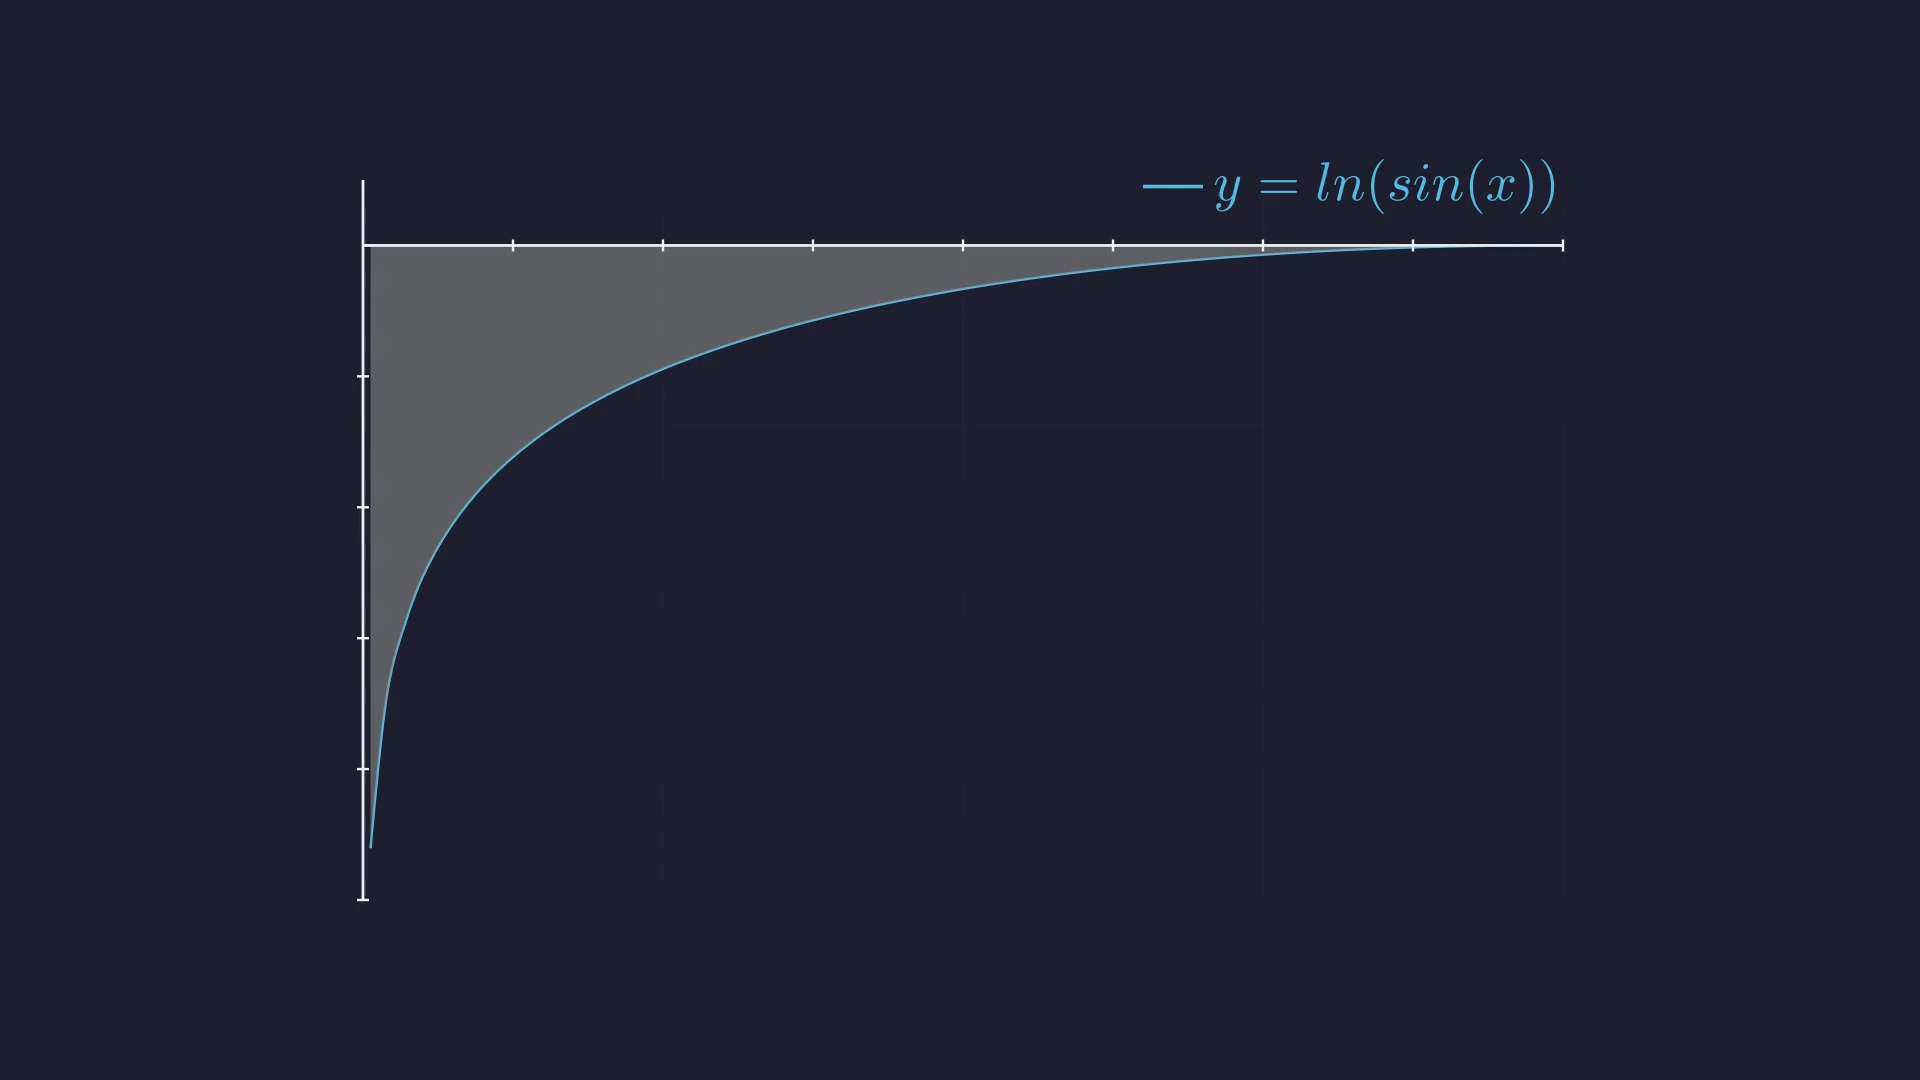 y = ln(sin(x))